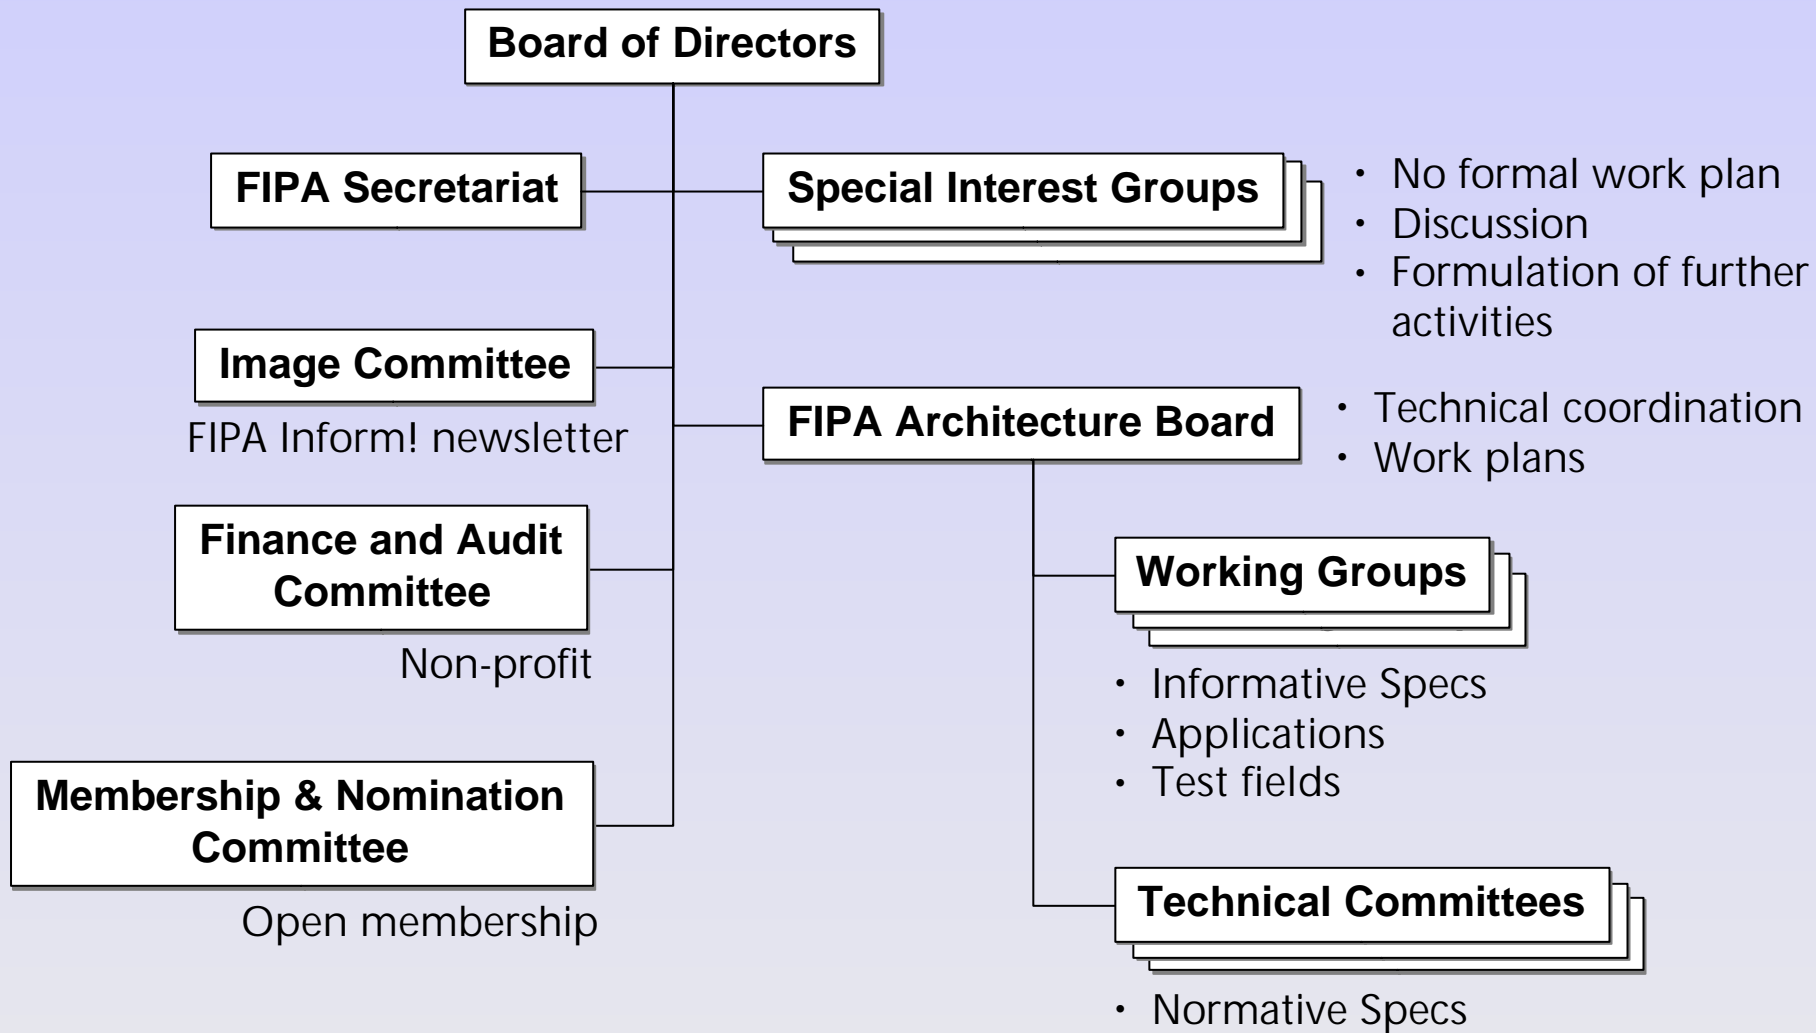 Board of Directors
FIPA Secretariat
Special Interest Groups
• No formal work plan
• Discussion
• Formulation of further
activities
Image Committee
FIPA Inform! newsletter
FIPA Architecture Board
• Technical coordination
• Work plans
Finance and Audit
Committee
Non-profit
Working Groups
• Informative Specs
• Applications
• Test fields
Membership & Nomination
Committee
Open membership
Technical Committees
• Normative Specs